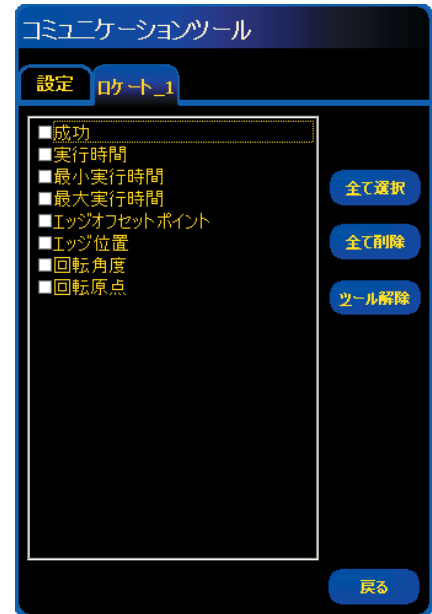 コミュニケーションツール
設定
ロケート_1
成功
実行時間
最小実行時間
最大実行時間
エッジオフセットポイント
エッジ位置
回転角度
回転原点
全て選択
全て削除
ツール解除
戻る